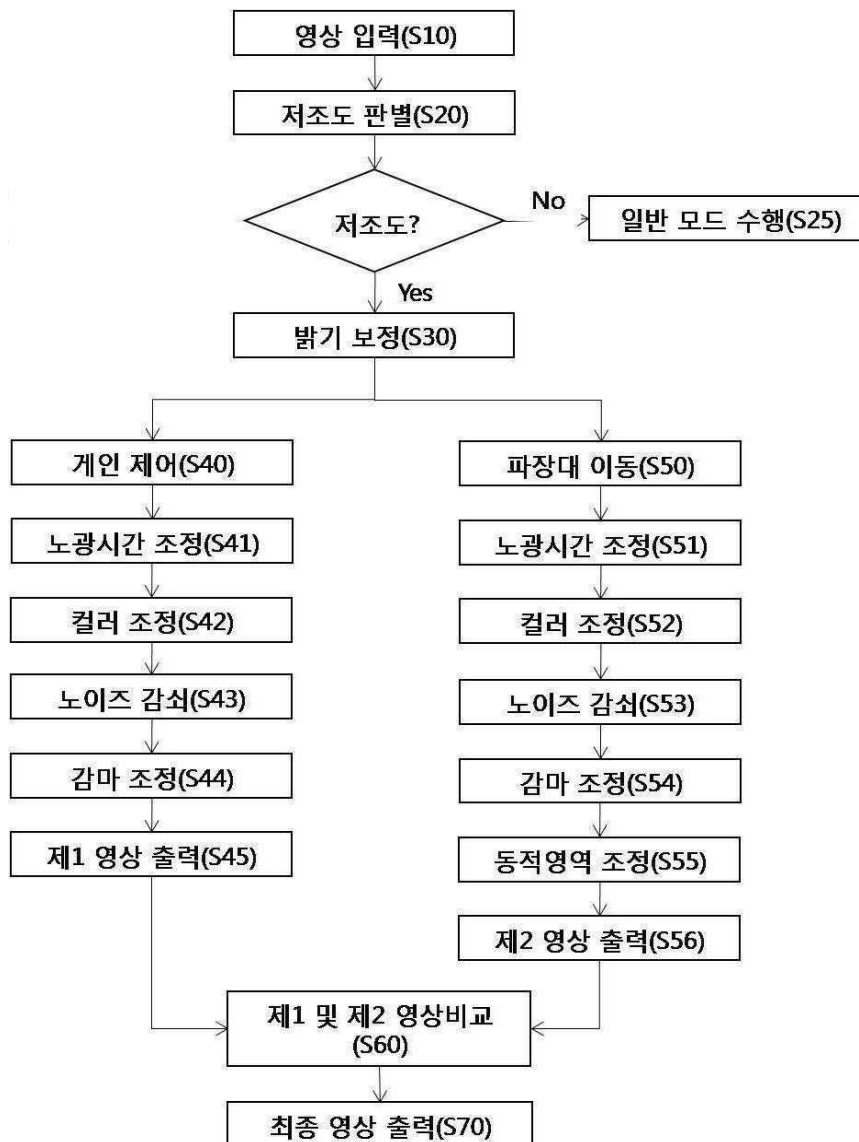 영상 입력(S10)
저조도 판별(S20)
저조도?
No
일반 모드 수행(S25)
Yes
밝기 보정(S30)
게인 제어(S40)
노광시간 조정(S41)
컬러 조정(S42)
노이즈 감쇠(S43)
감마 조정(S44)
제1 영상 출력(S45)
파장대 이동(S50)
노광시간 조정(S51)
컬러 조정(S52)
노이즈 감쇠(S53)
감마 조정(S54)
동적영역 조정(S55)
제2 영상 출력(S56)
제1 및 제2 영상비교
(S60)
최종 영상 출력(S70)